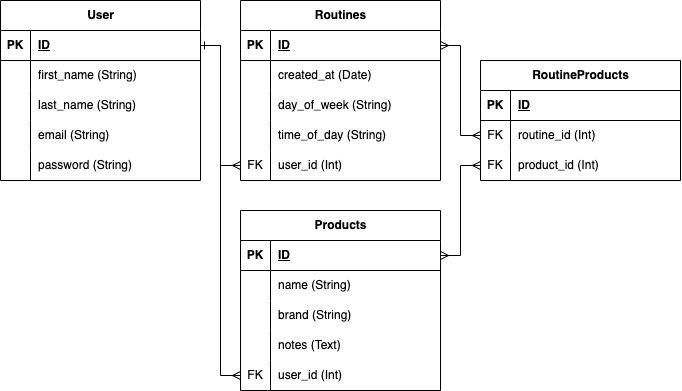 User
PK ID
first_name (String)
last_name (String)
email (String)
password (String)
Routines
PK ID
created_at (Date)
day_of_week (String)
time_of_day (String)
FK user_id (Int)
RoutineProducts
PK ID
FK routine_id (Int)
FK product_id (Int)
Products
PK ID
name (String)
brand (String)
notes (Text)
FK user_id (Int)